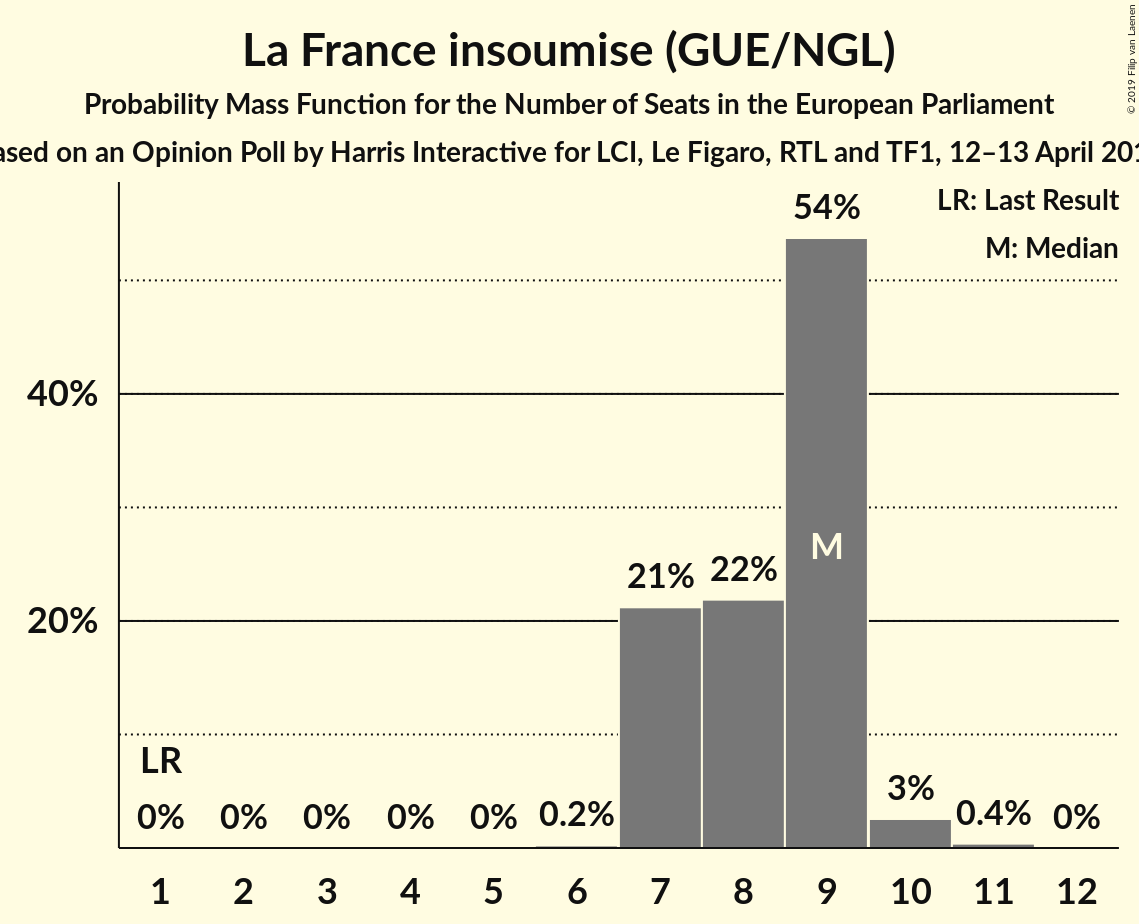 La France insoumise (GUE/NGL)
Probability Mass Function for the Number of Seats in the European Parliament
ased on an Opinion Poll by Harris Interactive for LCI, Le Figaro, RTL and TF1, 12–13 April 201
© 2019 Filip van Laenen
LR: Last Result
M: Median
54%
40%
M
21% 22%
20%
LR
0% 0% 0% 0% 0% 0.2% 3% 0.4% 0%
1 2 3 4 5 6 7 8 9 10 11 12